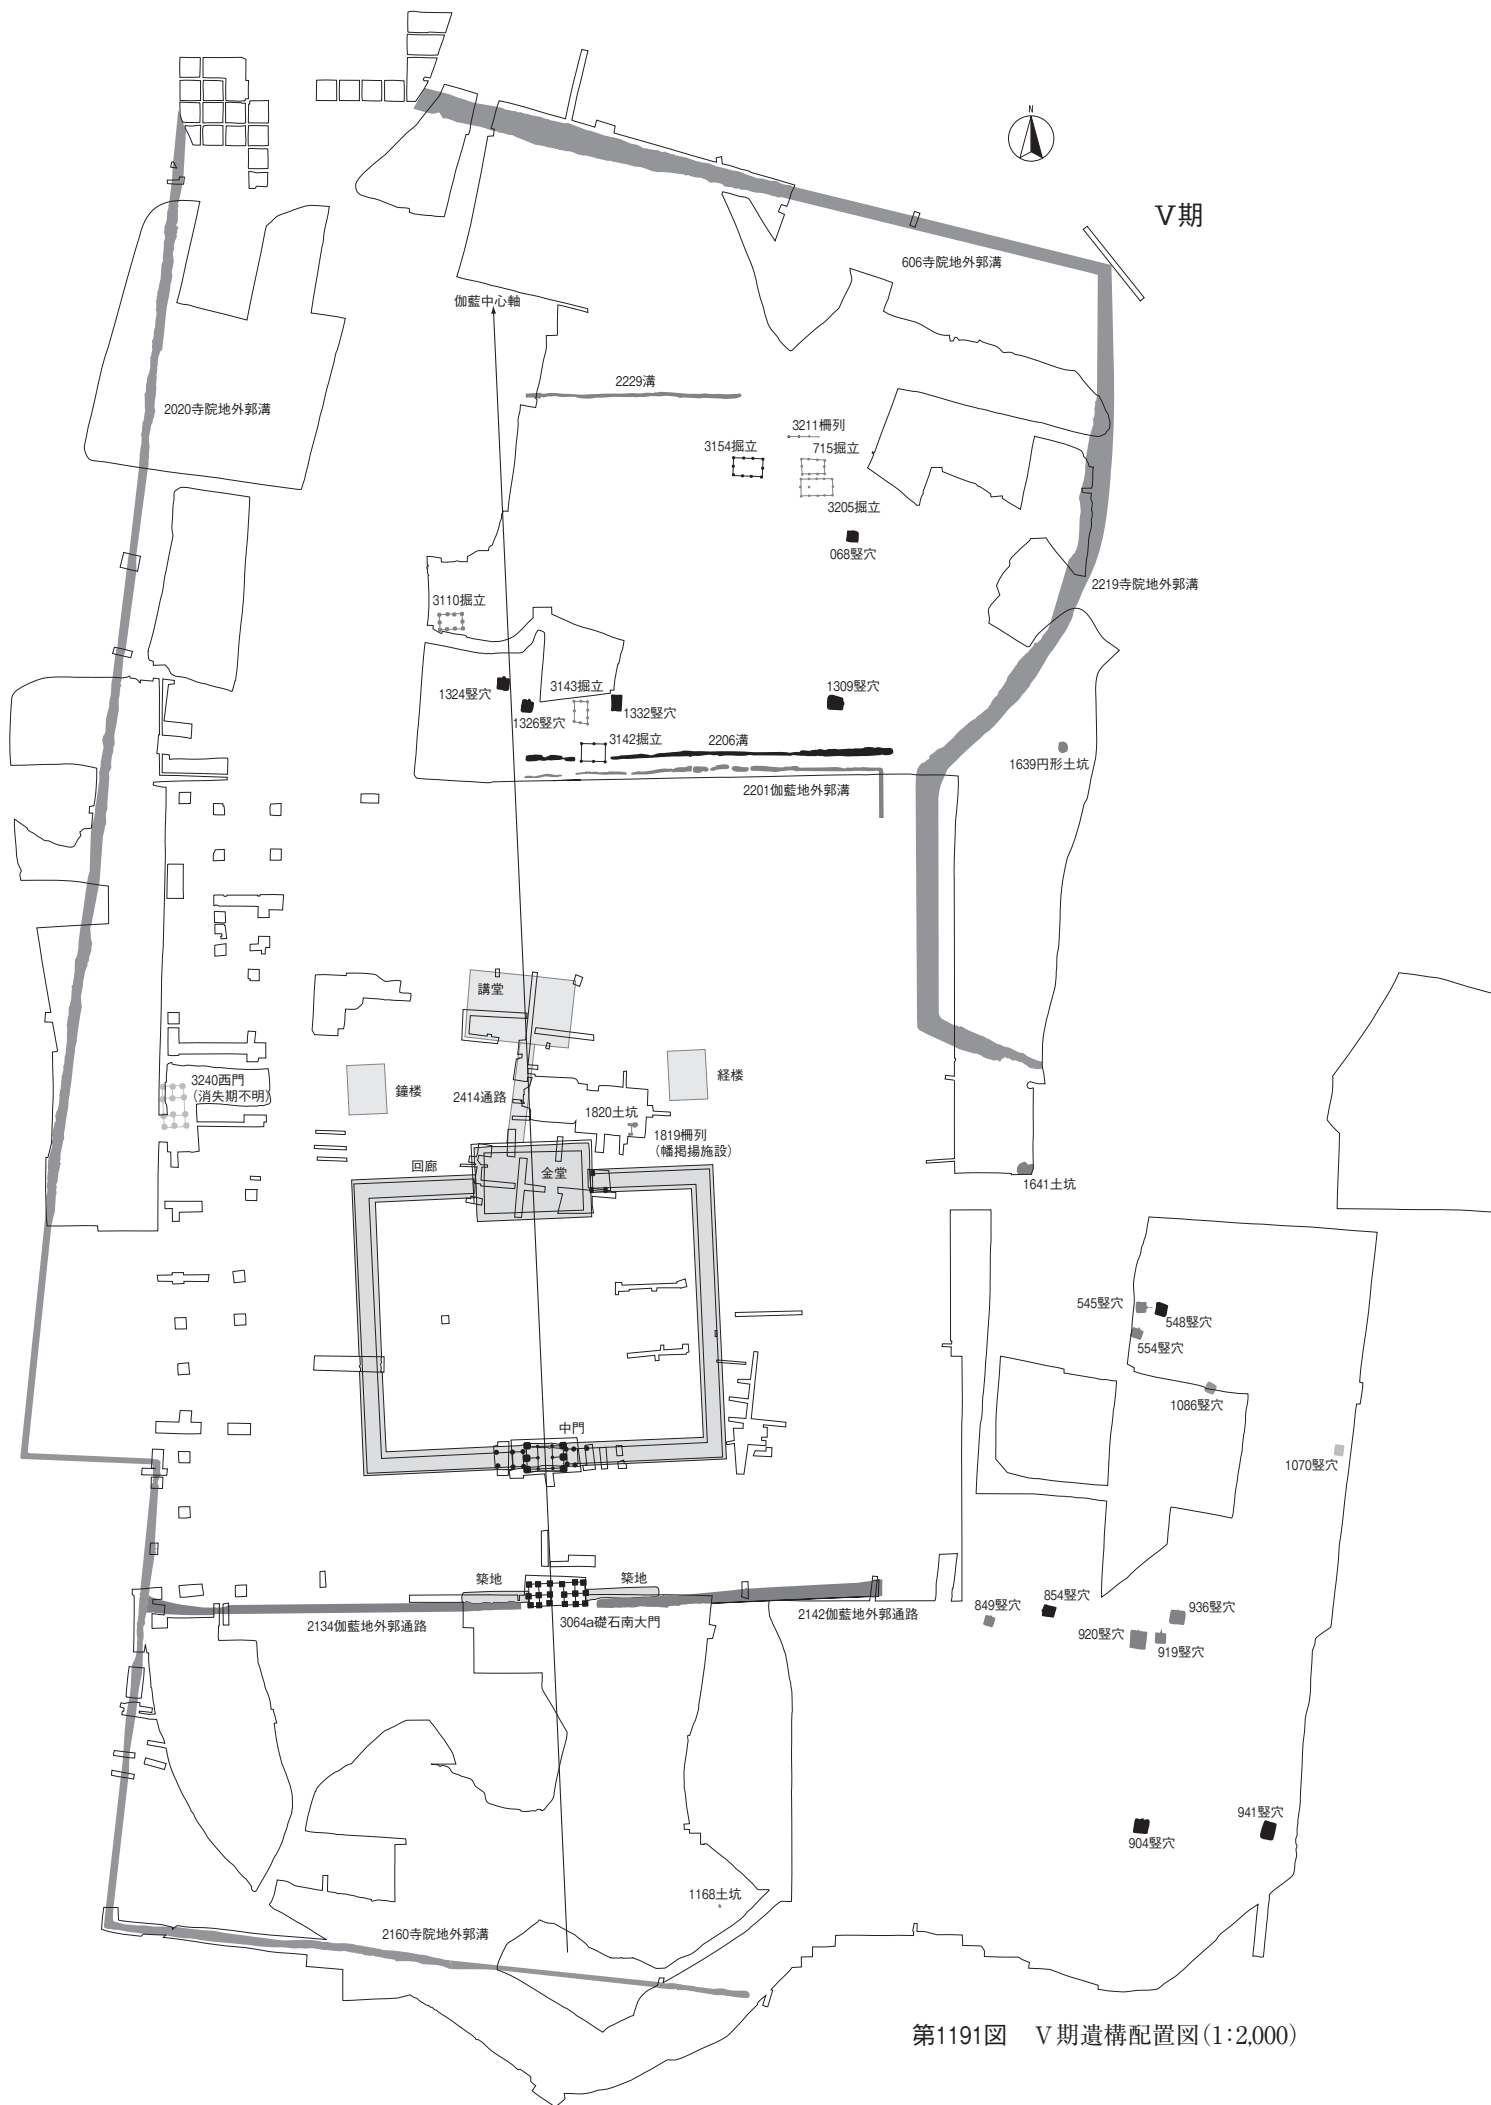 N
Ⅴ期
606寺院地外郭溝
伽藍中心軸
2229溝
2020寺院地外郭溝
3211柵列
3154掘立
715掘立
3205掘立
068竪穴
2219寺院地外郭溝
3110掘立
1324竪穴
3143掘立
1309竪穴
1326竪穴
1332竪穴
3142掘立
2206溝
1639円形土坑
2201伽藍地外郭溝
講堂
3240西門
（消失期不明）
鐘楼
2414通路
経楼
1820土坑
1819柵列
（幡掲揚施設）
回廊
金堂
1641土坑
545竪穴
548竪穴
554竪穴
1086竪穴
中門
1070竪穴
築地
築地
2134伽藍地外郭通路
3064a礎石南大門
2142伽藍地外郭通路
849竪穴
854竪穴
936竪穴
920竪穴
919竪穴
941竪穴
904竪穴
1168土坑
2160寺院地外郭溝
第1191図　Ⅴ期遺構配置図（1：2,000）